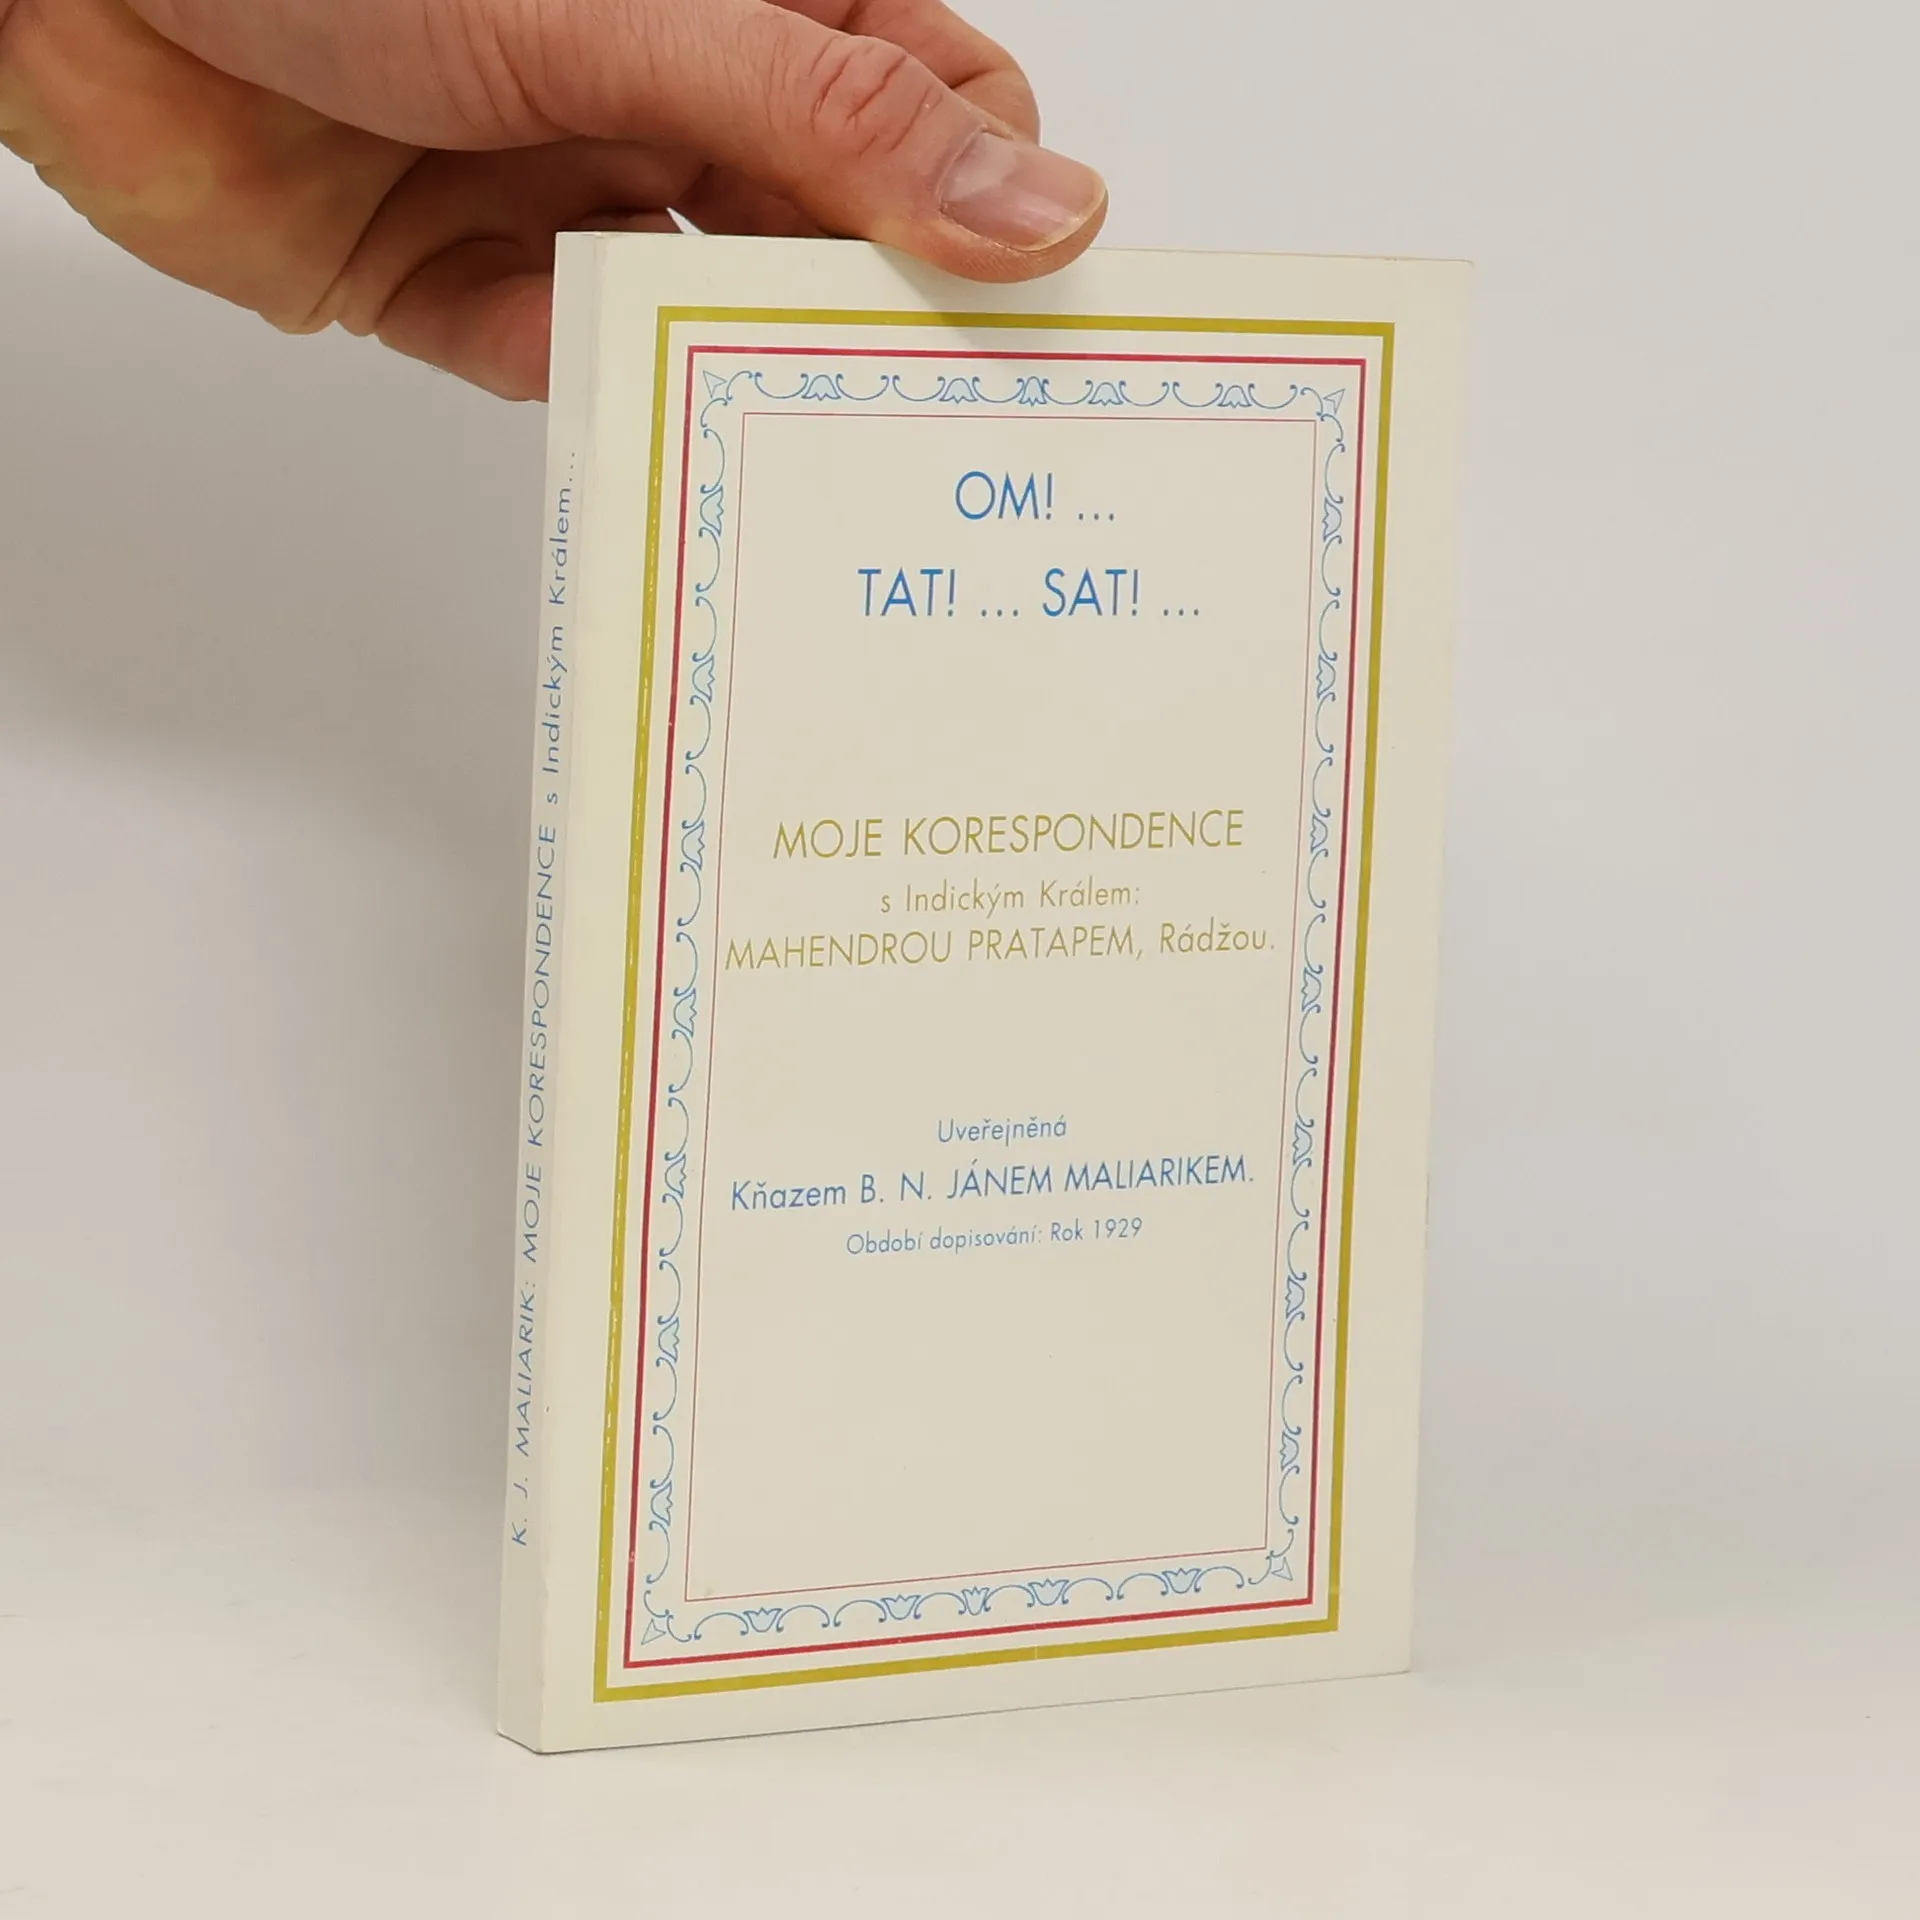 OM! ...
TAT! ... SAT! ...
MOJE KORESPONDENCE
s Indickým Králem:
MAHENDROU PRATAPEM, Rádžou.
Uveřejněná
Kňazem B. N. JÁNEM MALIARIKEM.
Období dopisování: Rok 1929
K. J. MALIARIK: MOJE KORESPONDENCE s Indickým Králem...